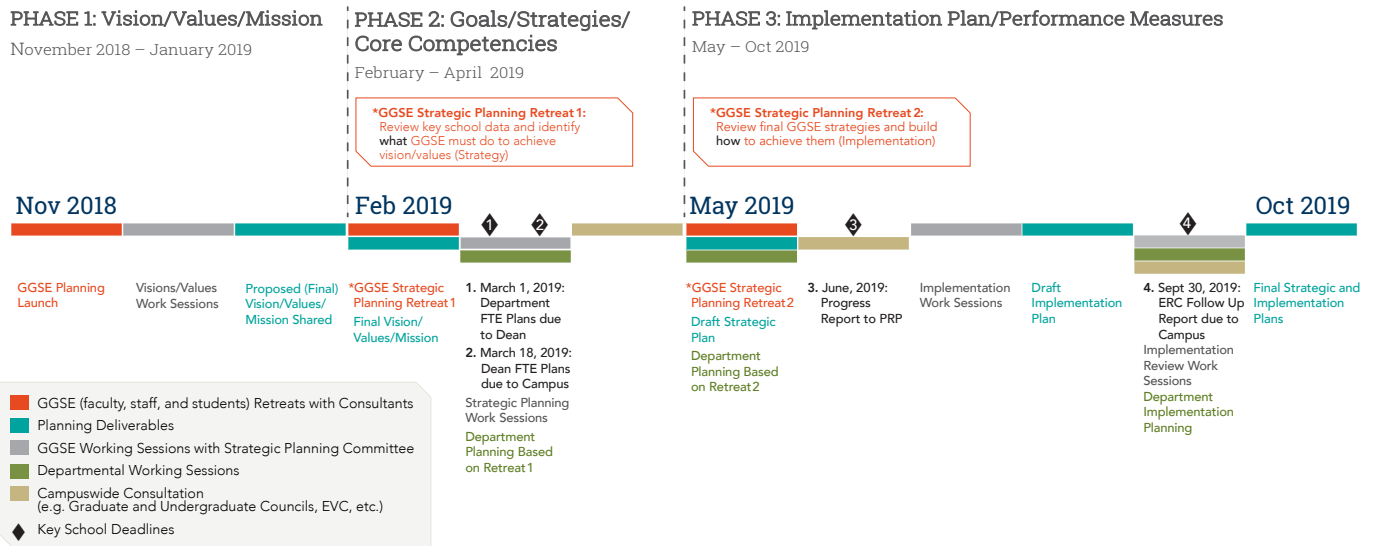 PHASE 1: Vision/Values/Mission
November 2018 – January 2019
PHASE 2: Goals/Strategies/
Core Competencies
February – April 2019
PHASE 3: Implementation Plan/Performance Measures
May – Oct 2019
*GGSE Strategic Planning Retreat 1:
Review key school data and identify
what GGSE must do to achieve
vision/values (Strategy)
*GGSE Strategic Planning Retreat 2:
Review final GGSE strategies and build
how to achieve them (Implementation)
Nov 2018
Feb 2019
May 2019
Oct 2019
1
2
3
4
GGSE Planning
Launch
Visions/Values
Work Sessions
Proposed (Final)
Vision/Values/
Mission Shared
*GGSE Strategic
Planning Retreat 1
Final Vision/
Values/Mission
1. March 1, 2019:
Department
FTE Plans due
to Dean
2. March 18, 2019:
Dean FTE Plans
due to Campus
Strategic Planning
Work Sessions
Department
Planning Based
on Retreat 1
*GGSE Strategic
Planning Retreat 2
Draft Strategic
Plan
Department
Planning Based
on Retreat 2
3. June, 2019:
Progress
Report to PRP
Implementation
Work Sessions
Draft
Implementation
Plan
4. Sept 30, 2019:
ERC Follow Up
Report due to
Campus
Implementation
Review Work
Sessions
Department
Implementation
Planning
Final Strategic and
Implementation
Plans
GGSE (faculty, staff, and students) Retreats with Consultants
Planning Deliverables
GGSE Working Sessions with Strategic Planning Committee
Departmental Working Sessions
Campuswide Consultation
(e.g. Graduate and Undergraduate Councils, EVC, etc.)
Key School Deadlines